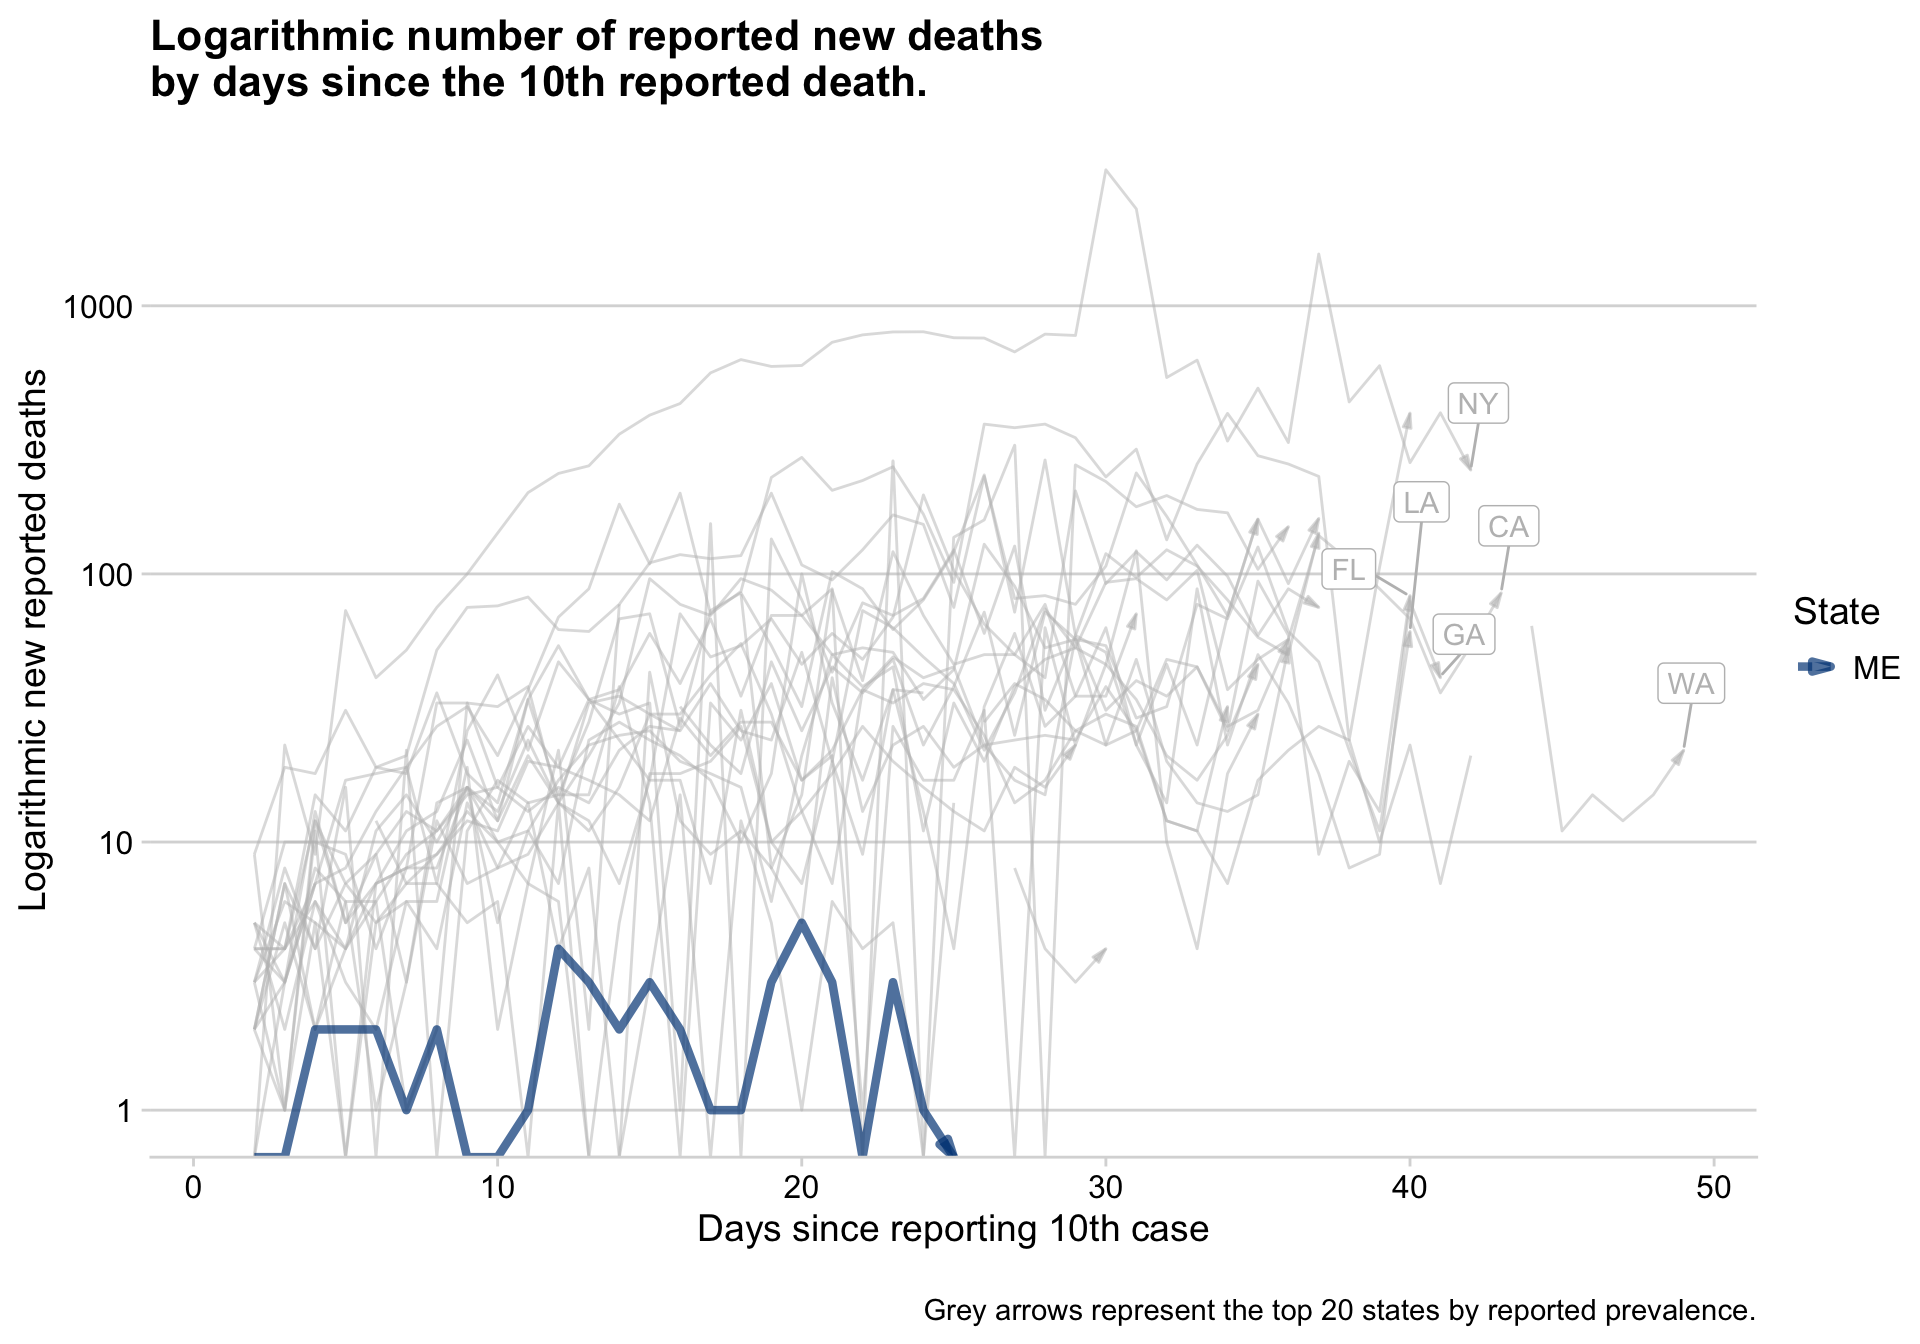 Logarithmic number of reported new deaths
by days since the 10th reported death.
Logarithmic new reported deaths
1000
100
10
1
NY
LA
CA
FL
GA
WA
State
ME
0 10 20 30 40 50
Days since reporting 10th case
Grey arrows represent the top 20 states by reported prevalence.